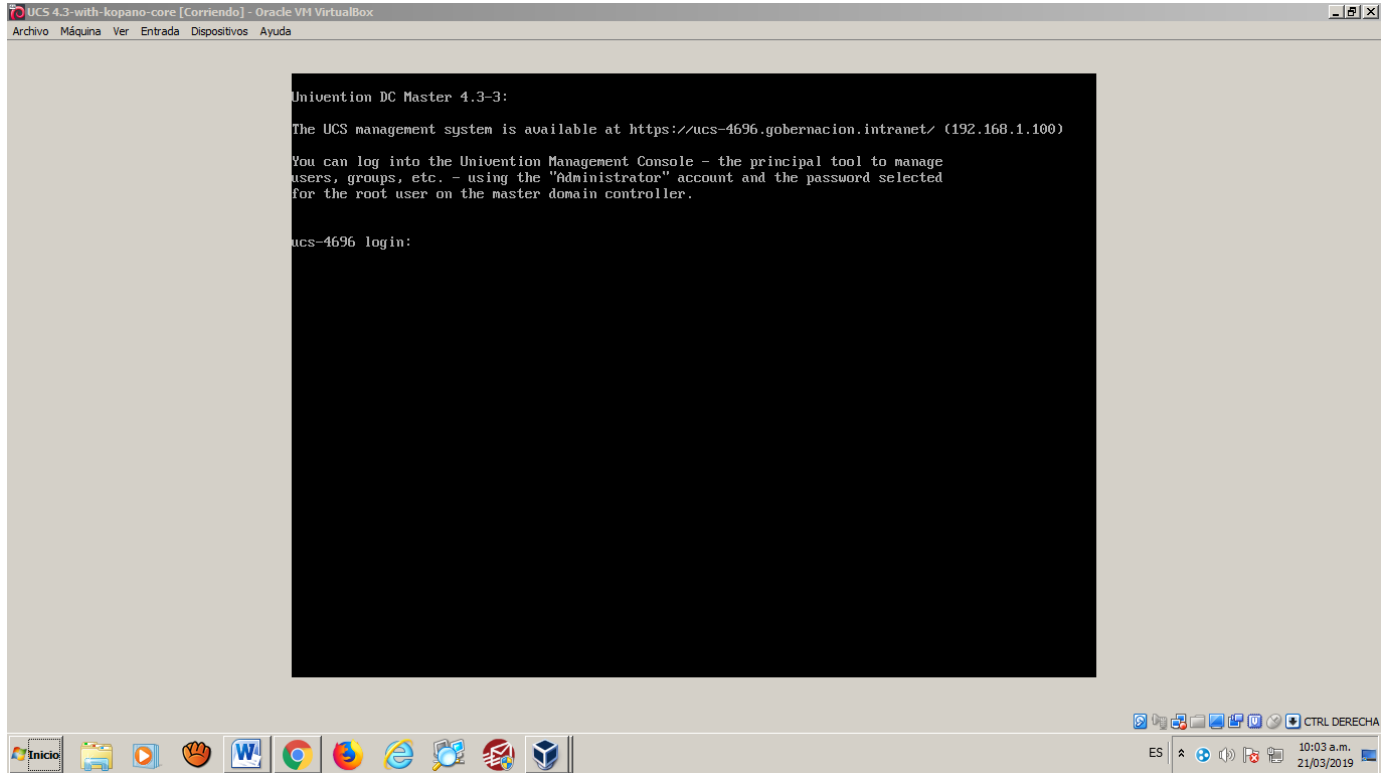 UCS 4.3-with-kopano-core [Corriendo] - Oracle VM VirtualBox
Archivo Máquina Ver Entrada Dispositivos Ayuda
Univention DC Master 4.3-3:
The UCS management system is available at https://ucs-4696.gobernacion.intranet/ (192.168.1.100)
You can log into the Univention Management Console - the principal tool to manage
users, groups, etc. - using the "Administrator" account and the password selected
for the root user on the master domain controller.
ucs-4696 login:
CTRL DERECHA
Inicio
ES
10:03 a.m.
21/03/2019